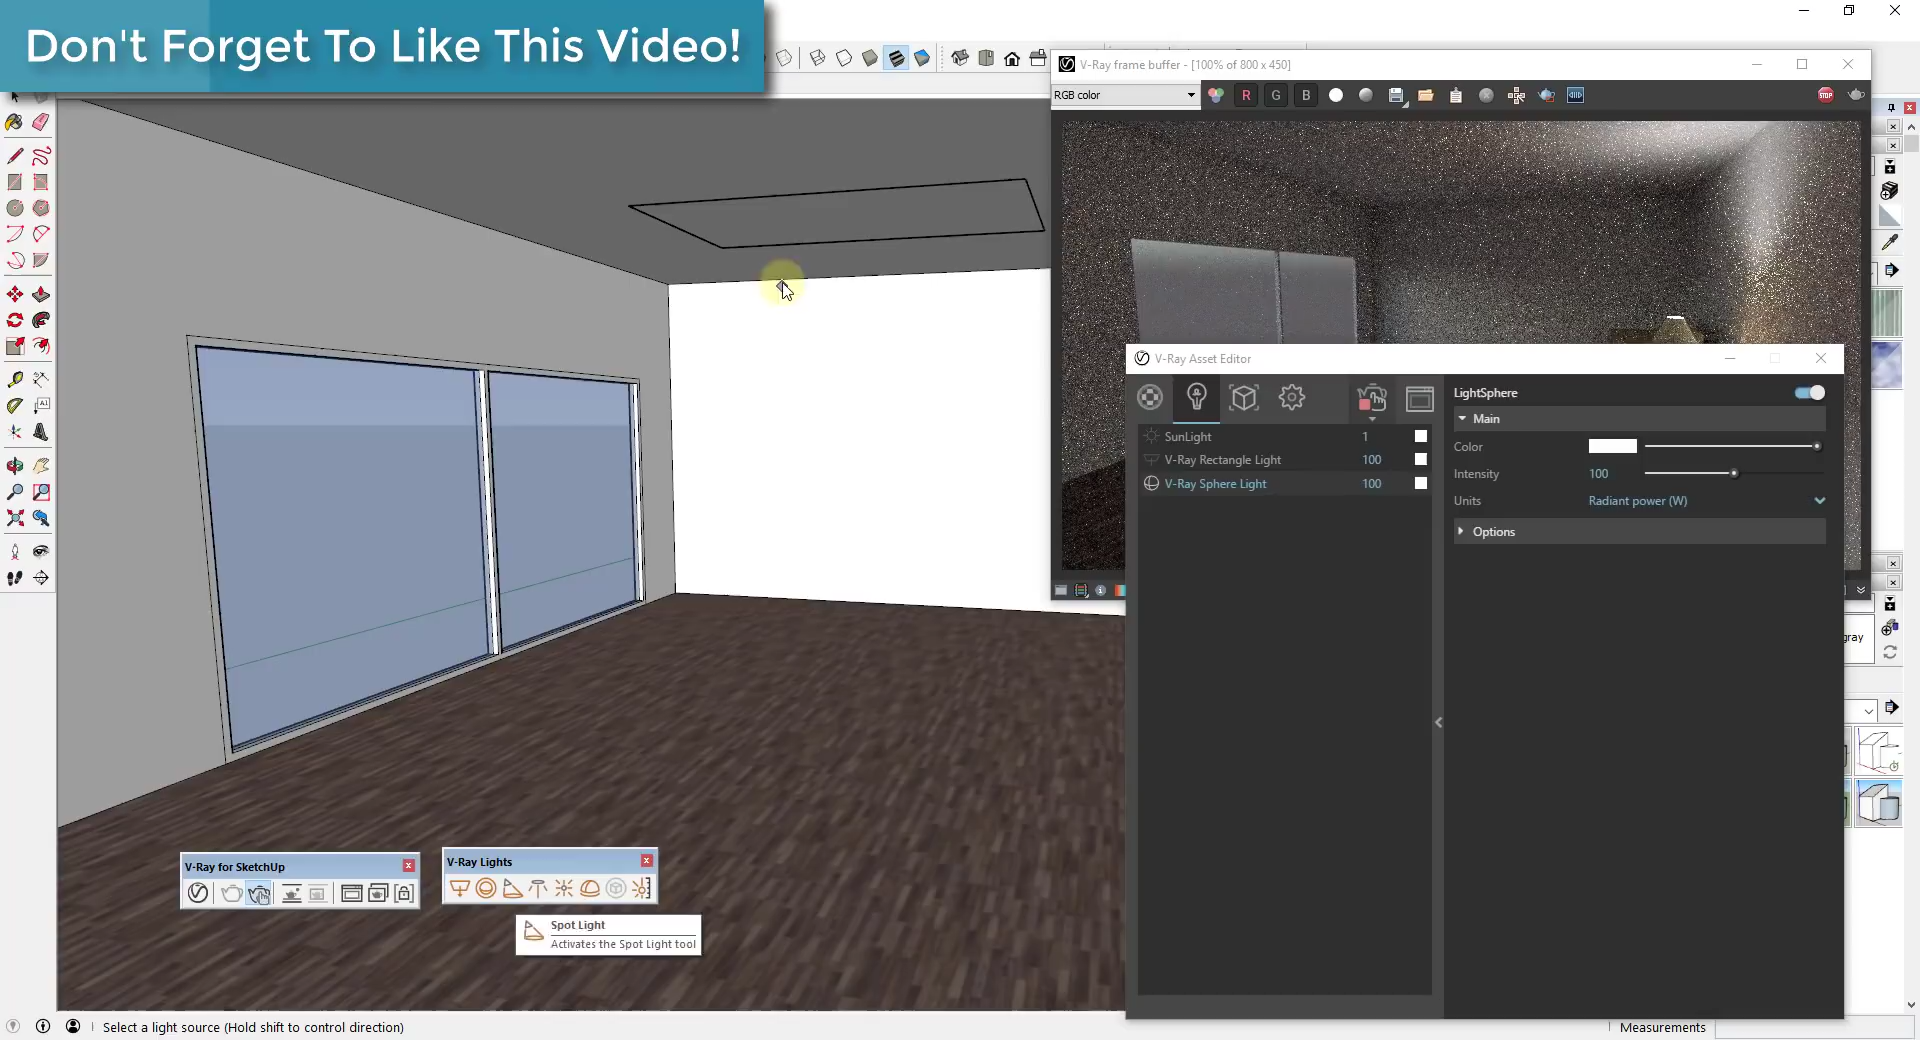 Don't Forget To Like This Video!
V-Ray frame buffer - [100% of 800 x 450]
RGB color
R G B
STOP
A1
V-Ray Asset Editor
SunLight 1
V-Ray Rectangle Light 100
V-Ray Sphere Light 100
LightSphere
Main
Color
Intensity 100
Units Radiant power (W)
Options
gray
V-Ray for SketchUp
V-Ray Lights
Spot Light
Activates the Spot Light tool
Select a light source (Hold shift to control direction)
Measurements